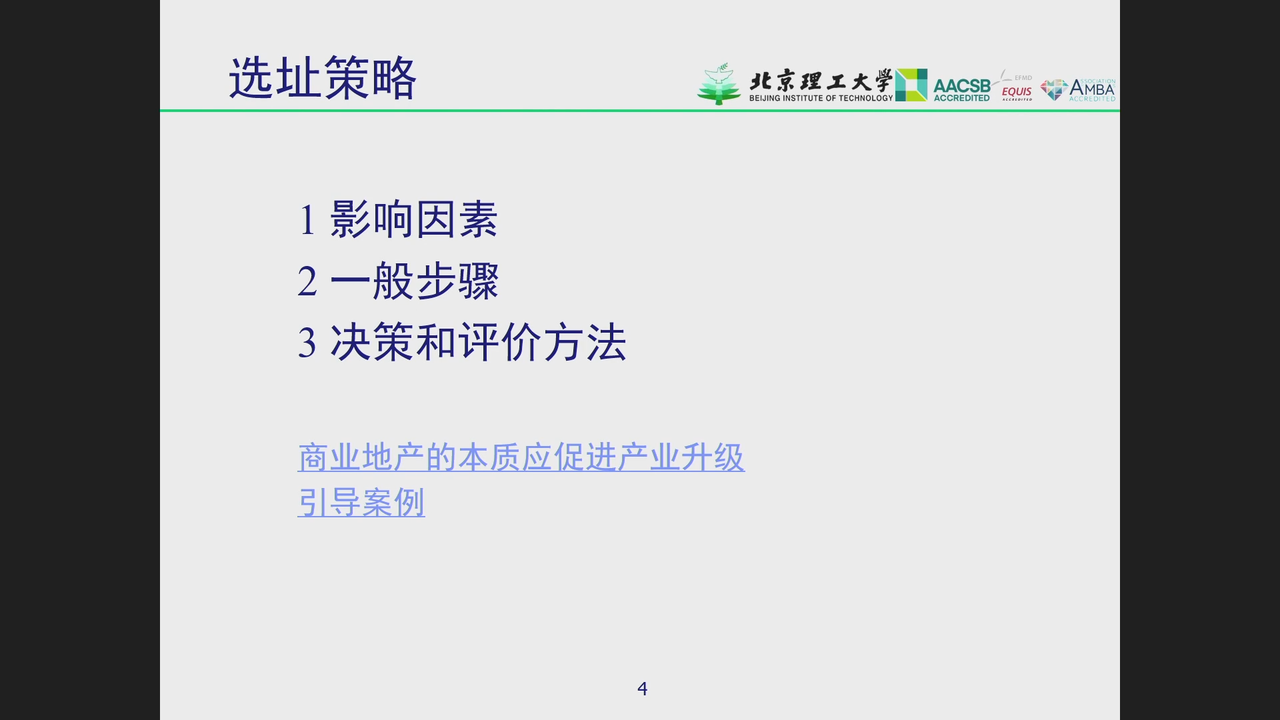 选址策略
北京理工大学
BEIJING INSTITUTE OF TECHNOLOGY
AACSB
ACCREDITED
EFMD
EQUIS
ACCREDITED
ASSOCIATION
AMBA
ACCREDITED
1 影响因素
2 一般步骤
3 决策和评价方法
商业地产的本质应促进产业升级
引导案例
4